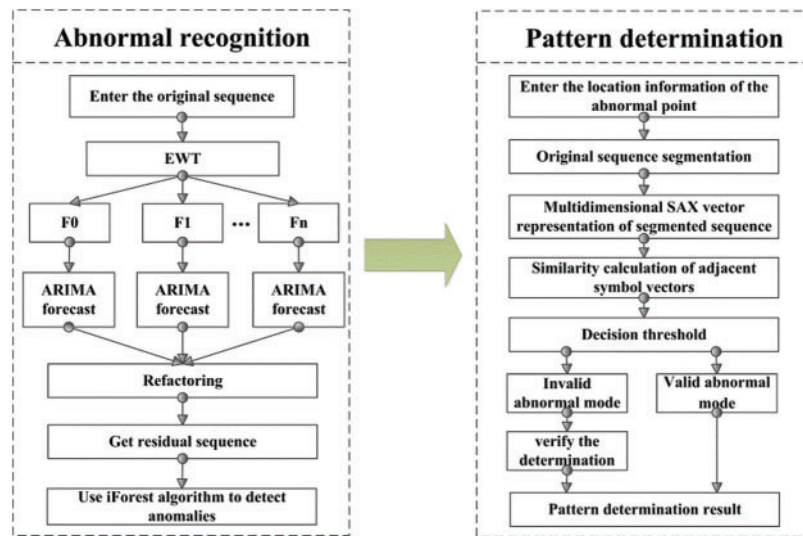 Abnormal recognition
Enter the original sequence
EWT
F0
F1
...
Fn
ARIMA
forecast
ARIMA
forecast
ARIMA
forecast
Refactoring
Get residual sequence
Use iForest algorithm to detect
anomalies
Pattern determination
Enter the location information of the
abnormal point
Original sequence segmentation
Multidimensional SAX vector
representation of segmented sequence
Similarity calculation of adjacent
symbol vectors
Decision threshold
Invalid
abnormal mode
Valid abnormal
mode
verify the
determination
Pattern determination result